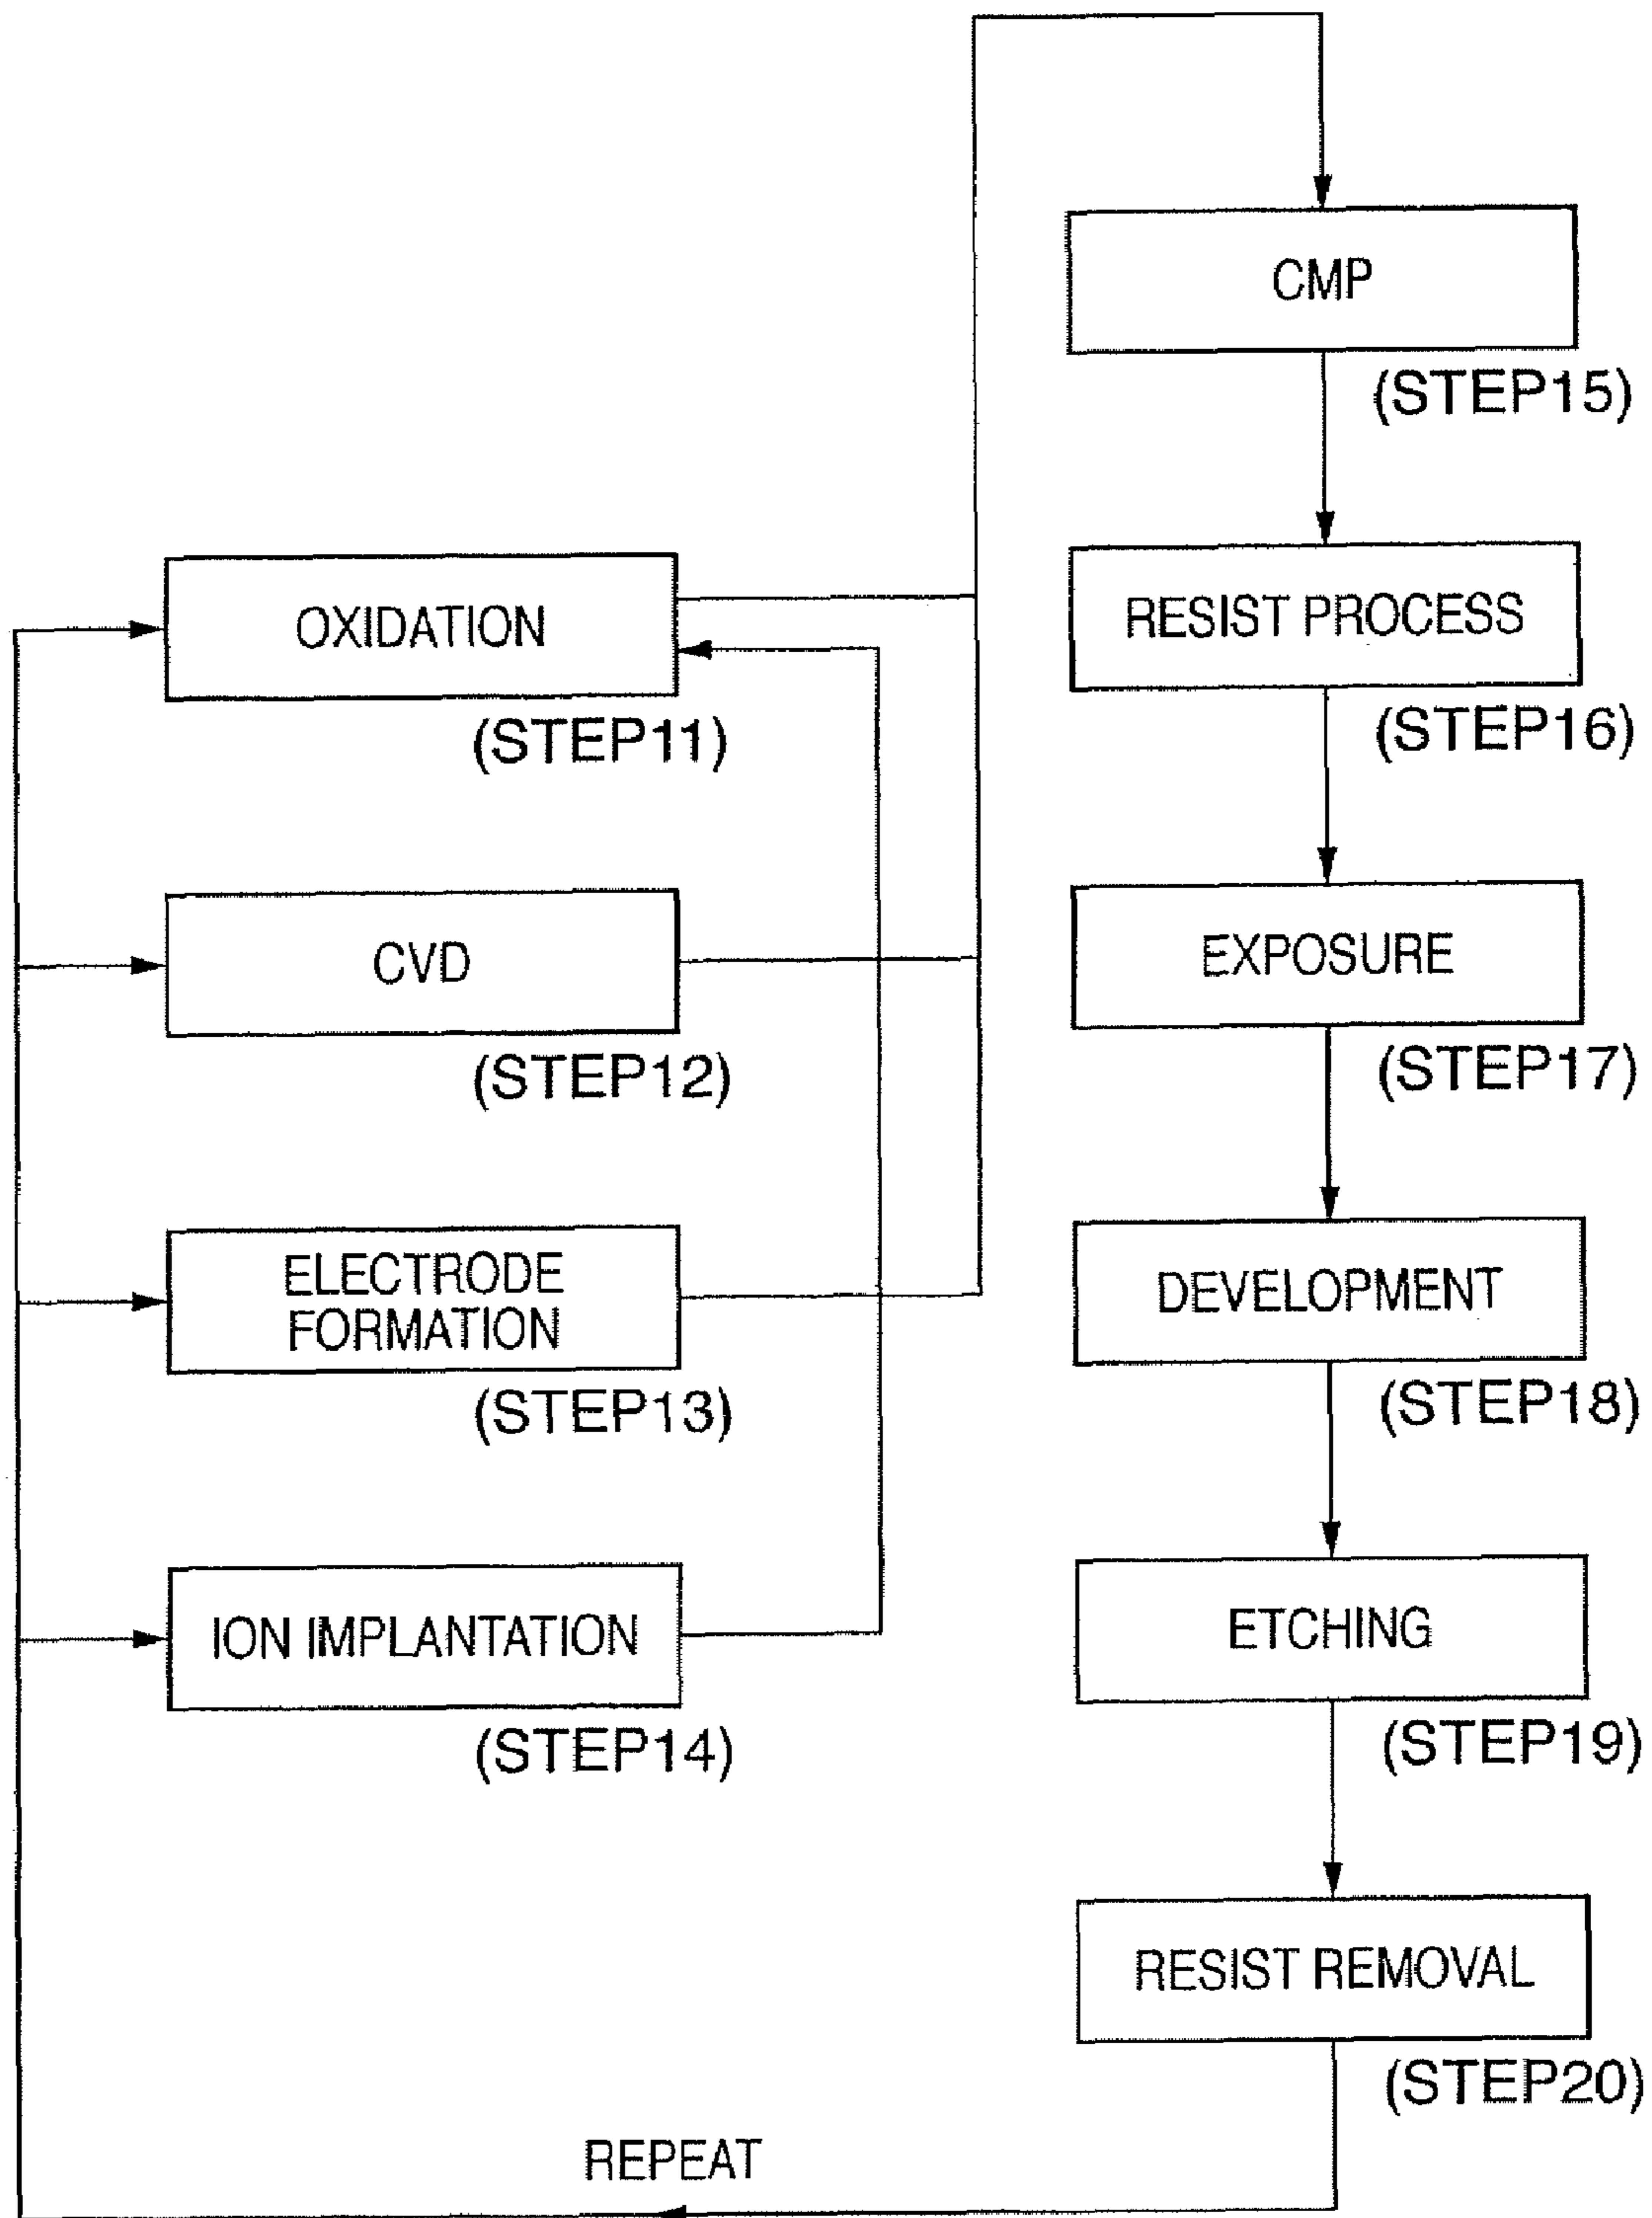 OXIDATION
(STEP11)
CVD
(STEP12)
ELECTRODE
FORMATION
(STEP13)
ION IMPLANTATION
(STEP14)
CMP
(STEP15)
RESIST PROCESS
(STEP16)
EXPOSURE
(STEP17)
DEVELOPMENT
(STEP18)
ETCHING
(STEP19)
RESIST REMOVAL
(STEP20)
REPEAT